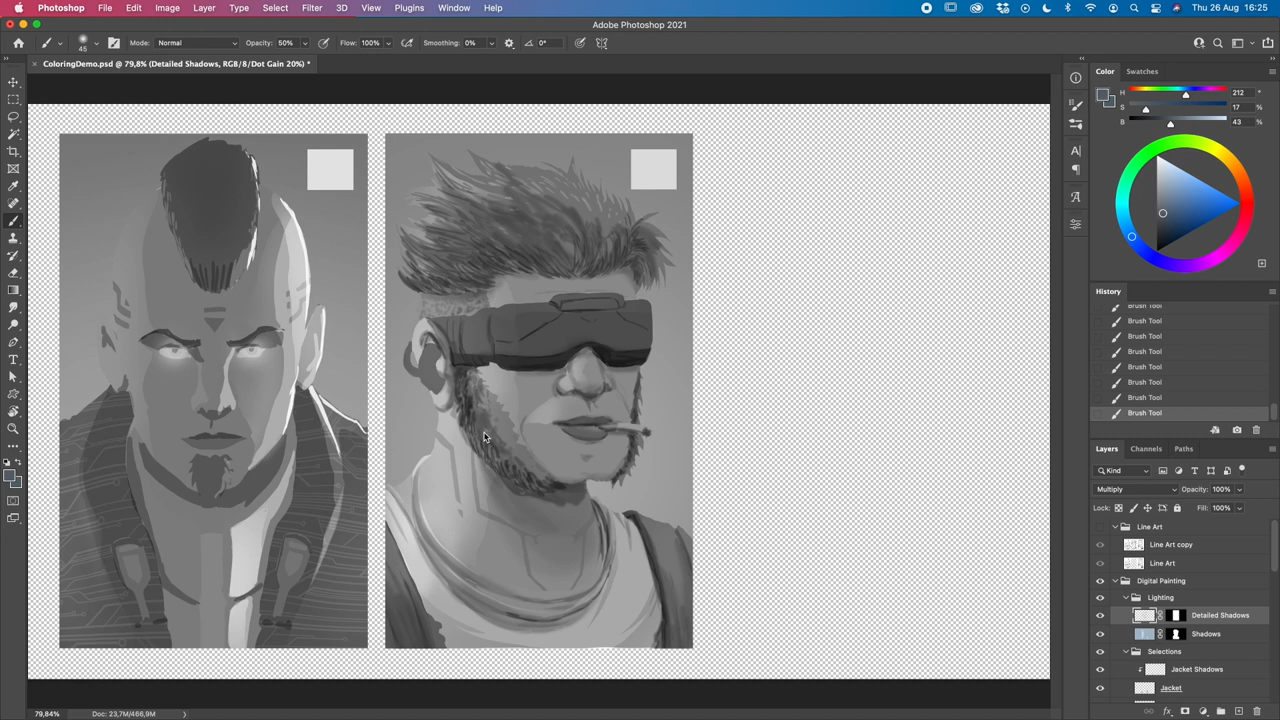 Photoshop File Edit Image Layer Type Select Filter 3D View Plugins Window Help Thu 26 Aug 16:25
Adobe Photoshop 2021
45 Mode: Normal Opacity: 50% Flow: 100% Smoothing: 0% 0°
ColoringDemo.psd @ 79,8% (Detailed Shadows, RGB/8/Dot Gain 20%) *
Color Swatches
H 212 °
S 17 %
B 43 %
History
Brush Tool
Brush Tool
Brush Tool
Brush Tool
Brush Tool
Brush Tool
Brush Tool
Brush Tool
Layers Channels Paths
Kind
Multiply Opacity: 100%
Lock: Fill: 100%
Line Art
Line Art copy
Line Art
Digital Painting
Lighting
Detailed Shadows
Shadows
Selections
Jacket Shadows
Jacket
79,84% Doc: 23,7M/466,9M